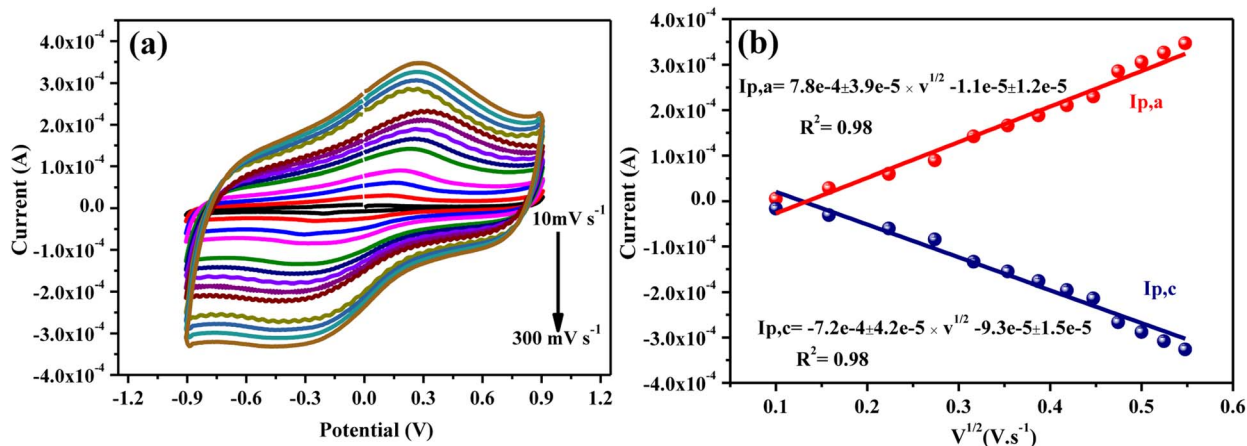 (a)
4.0x10⁻⁴
3.0x10⁻⁴
2.0x10⁻⁴
1.0x10⁻⁴
0.0
-1.0x10⁻⁴
-2.0x10⁻⁴
-3.0x10⁻⁴
-4.0x10⁻⁴
Current (A)
10mV s⁻¹
300 mV s⁻¹
-1.2 -0.9 -0.6 -0.3 0.0 0.3 0.6 0.9 1.2
Potential (V)
(b)
4.0x10⁻⁴
3.0x10⁻⁴
2.0x10⁻⁴
1.0x10⁻⁴
0.0
-1.0x10⁻⁴
-2.0x10⁻⁴
-3.0x10⁻⁴
-4.0x10⁻⁴
Current (A)
Ip,a= 7.8e-4±3.9e-5 × v^1/2 -1.1e-5±1.2e-5
R²= 0.98
Ip,a
Ip,c
Ip,c= -7.2e-4±4.2e-5 × v^1/2 -9.3e-5±1.5e-5
R²= 0.98
0.1 0.2 0.3 0.4 0.5
V^1/2(V.s⁻¹)